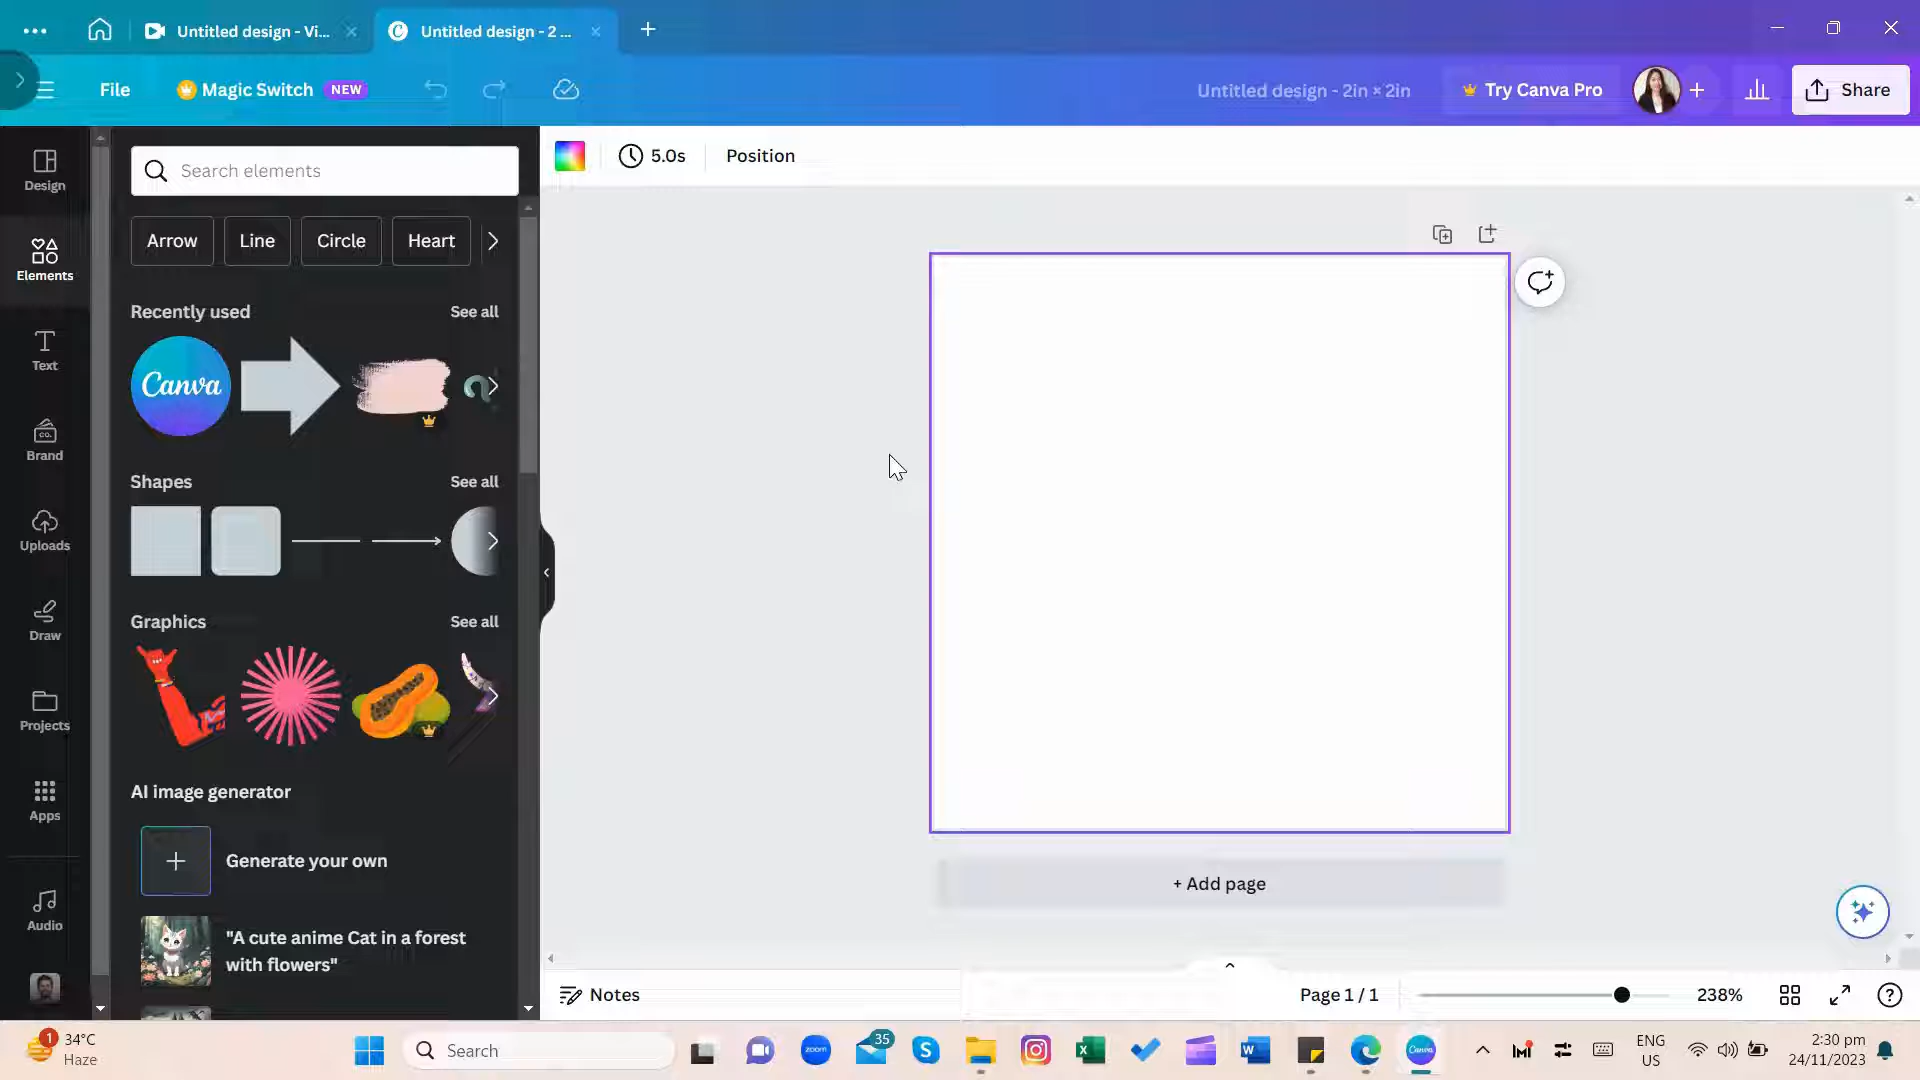 Untitled design - Vi...
Untitled design - 2 ...
File
Magic Switch NEW
Untitled design - 2in × 2in
Try Canva Pro
Share
Design
Elements
Text
Brand
Uploads
Draw
Projects
Apps
Audio
Search elements
Arrow
Line
Circle
Heart
Recently used
See all
Canva
Shapes
See all
Graphics
See all
AI image generator
Generate your own
"A cute anime Cat in a forest
with flowers"
5.0s
Position
+ Add page
Notes
Page 1 / 1
238%
1
34°C
Haze
Search
zoom
35
Canva
ENG
US
2:30 pm
24/11/2023
CO.